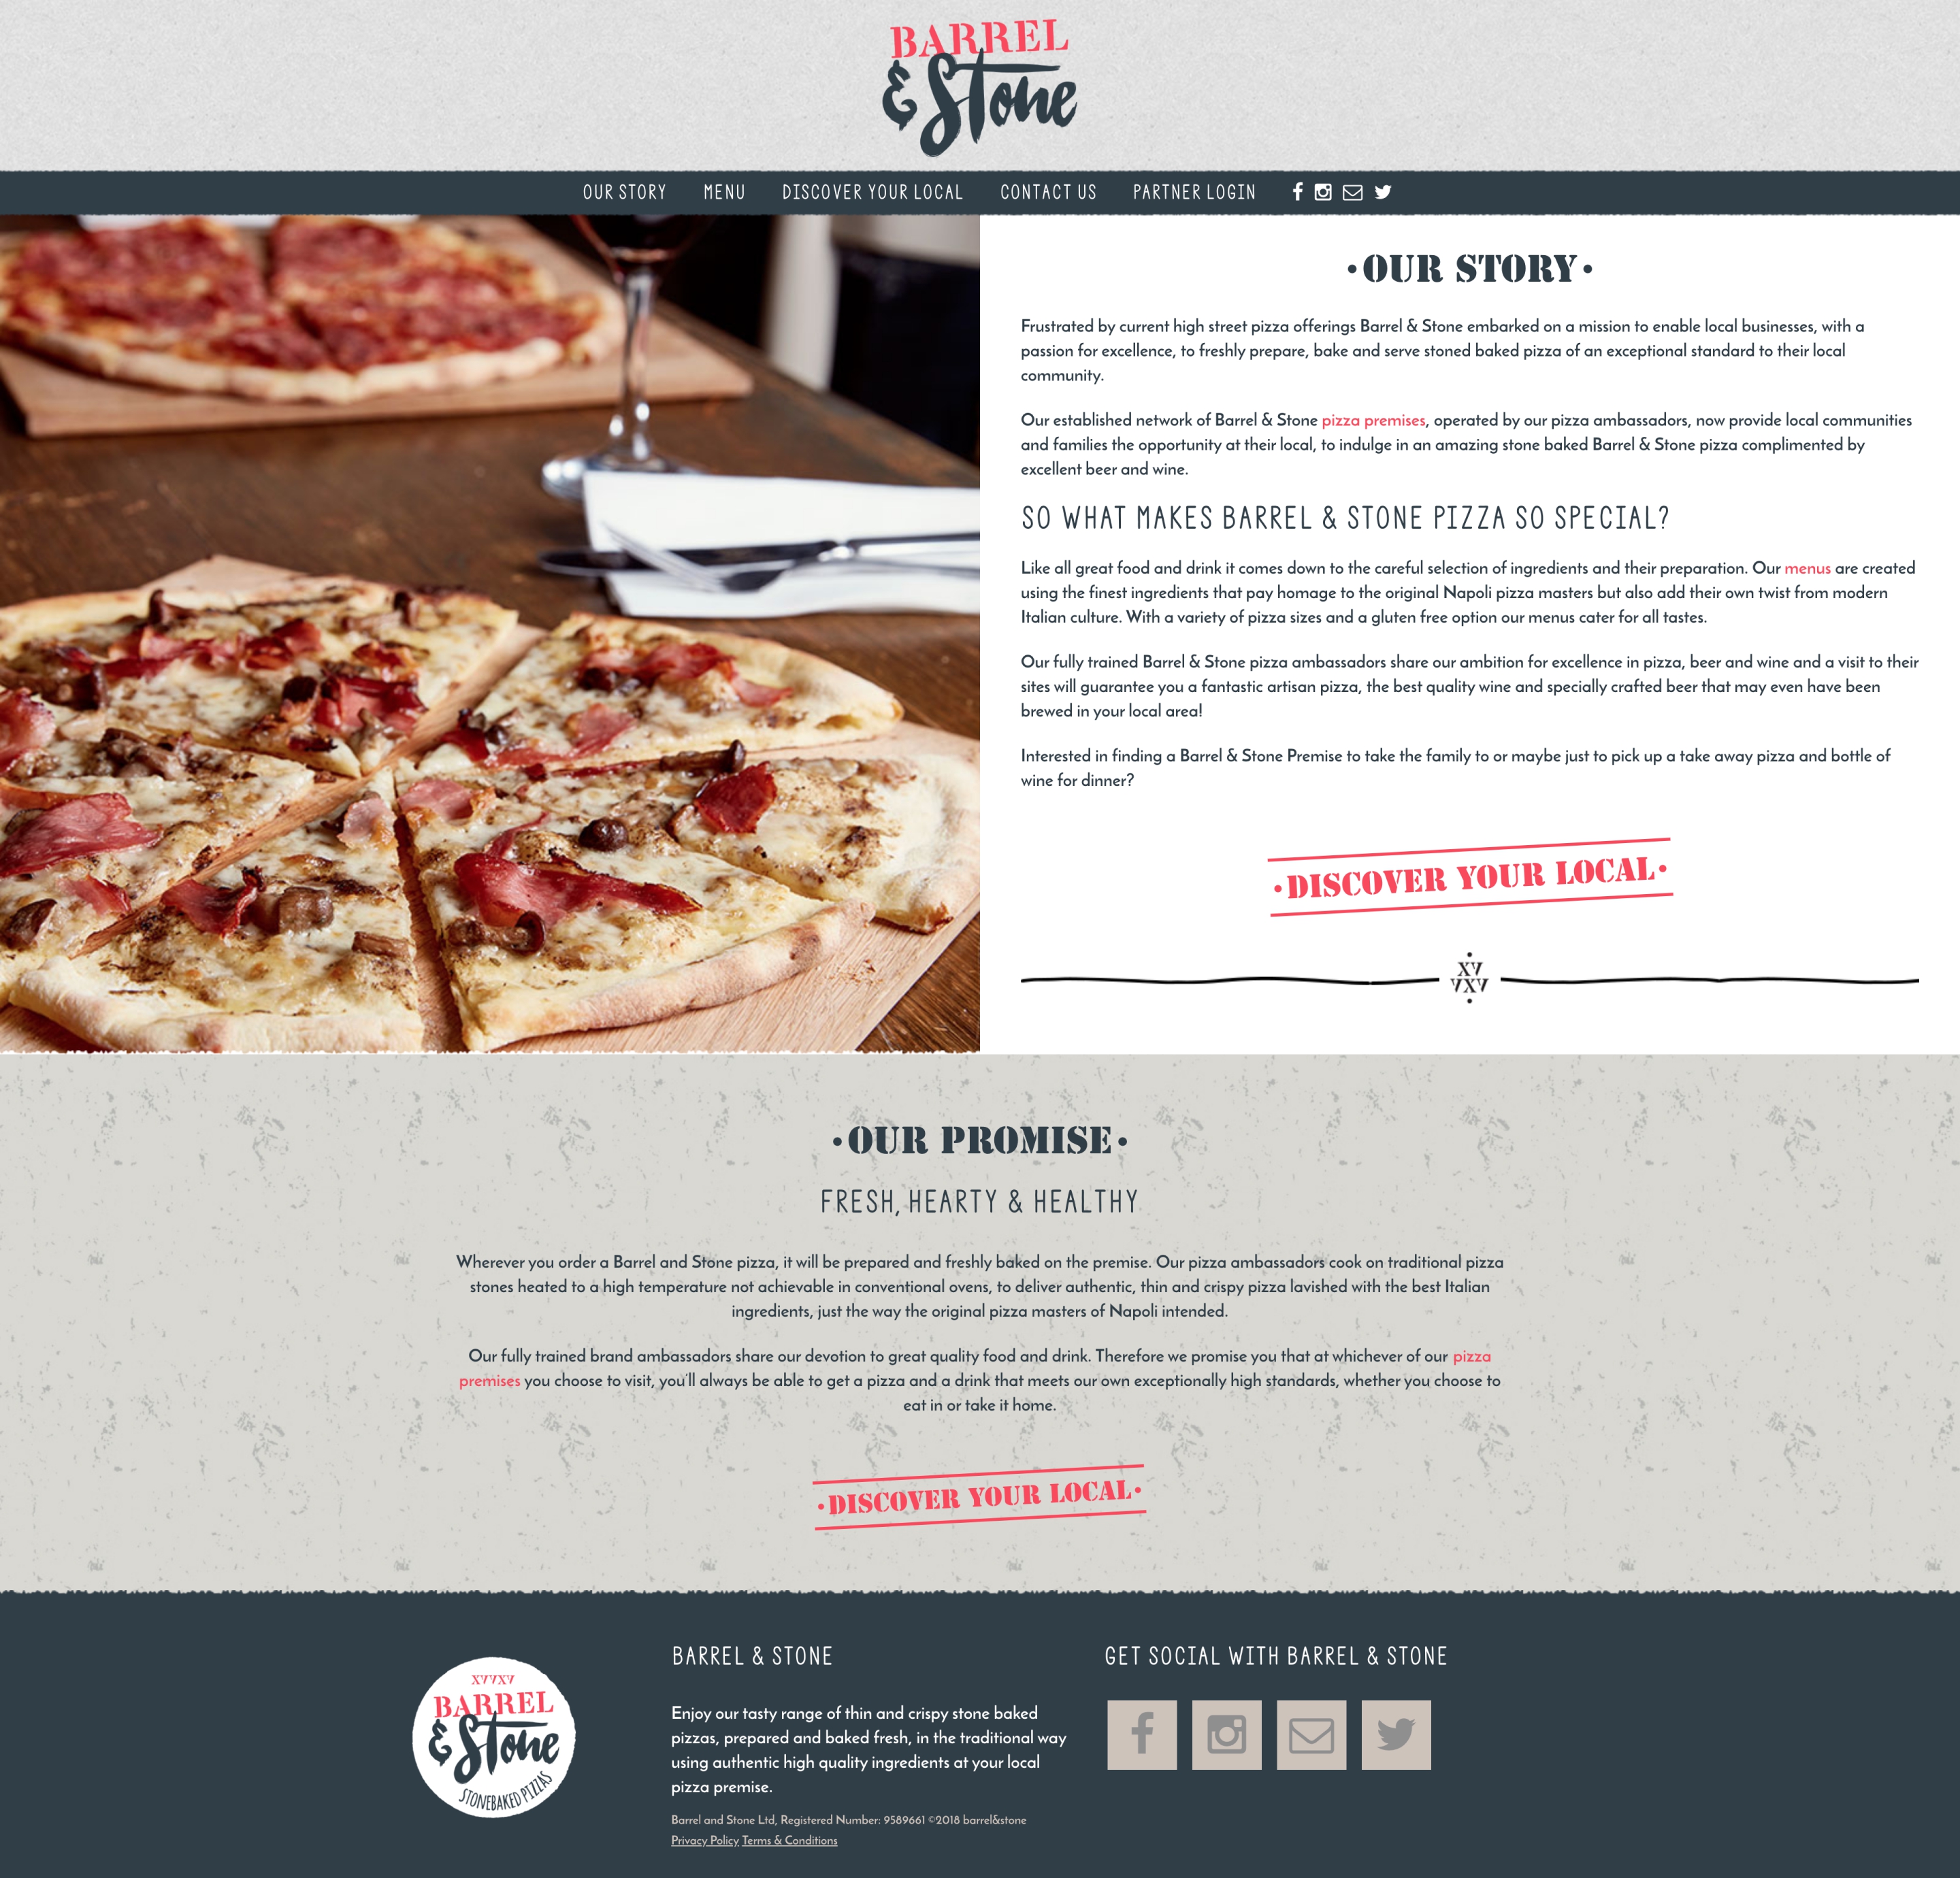 BARREL
& Stone
OUR STORY MENU DISCOVER YOUR LOCAL CONTACT US PARTNER LOGIN
·OUR STORY·
Frustrated by current high street pizza offerings Barrel & Stone embarked on a mission to enable local businesses, with a
passion for excellence, to freshly prepare, bake and serve stoned baked pizza of an exceptional standard to their local
community.
Our established network of Barrel & Stone pizza premises, operated by our pizza ambassadors, now provide local communities
and families the opportunity at their local, to indulge in an amazing stone baked Barrel & Stone pizza complimented by
excellent beer and wine.
SO WHAT MAKES BARREL & STONE PIZZA SO SPECIAL?
Like all great food and drink it comes down to the careful selection of ingredients and their preparation. Our menus are created
using the finest ingredients that pay homage to the original Napoli pizza masters but also add their own twist from modern
Italian culture. With a variety of pizza sizes and a gluten free option our menus cater for all tastes.
Our fully trained Barrel & Stone pizza ambassadors share our ambition for excellence in pizza, beer and wine and a visit to their
sites will guarantee you a fantastic artisan pizza, the best quality wine and specially crafted beer that may even have been
brewed in your local area!
Interested in finding a Barrel & Stone Premise to take the family to or maybe just to pick up a take away pizza and bottle of
wine for dinner?
·DISCOVER YOUR LOCAL·
XV
VXV
·OUR PROMISE·
FRESH, HEARTY & HEALTHY
Wherever you order a Barrel and Stone pizza, it will be prepared and freshly baked on the premise. Our pizza ambassadors cook on traditional pizza
stones heated to a high temperature not achievable in conventional ovens, to deliver authentic, thin and crispy pizza lavished with the best Italian
ingredients, just the way the original pizza masters of Napoli intended.
Our fully trained brand ambassadors share our devotion to great quality food and drink. Therefore we promise you that at whichever of our pizza
premises you choose to visit, you'll always be able to get a pizza and a drink that meets our own exceptionally high standards, whether you choose to
eat in or take it home.
·DISCOVER YOUR LOCAL·
XVVXV
BARREL
& Stone
STONEBAKED PIZZAS
BARREL & STONE
Enjoy our tasty range of thin and crispy stone baked
pizzas, prepared and baked fresh, in the traditional way
using authentic high quality ingredients at your local
pizza premise.
Barrel and Stone Ltd, Registered Number: 9589661 ©2018 barrel&stone
Privacy Policy Terms & Conditions
GET SOCIAL WITH BARREL & STONE